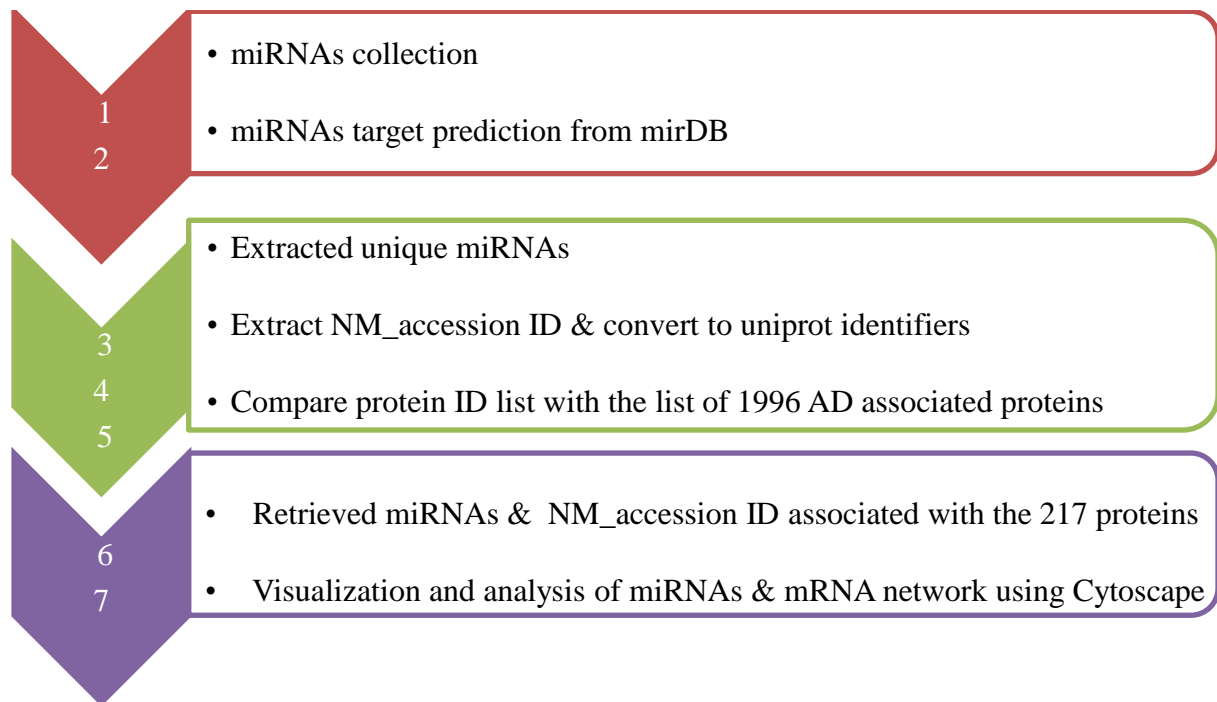 1
2
• miRNAs collection
• miRNAs target prediction from mirDB
3
4
5
• Extracted unique miRNAs
• Extract NM_accession ID & convert to uniprot identifiers
• Compare protein ID list with the list of 1996 AD associated proteins
6
7
• Retrieved miRNAs & NM_accession ID associated with the 217 proteins
• Visualization and analysis of miRNAs & mRNA network using Cytoscape